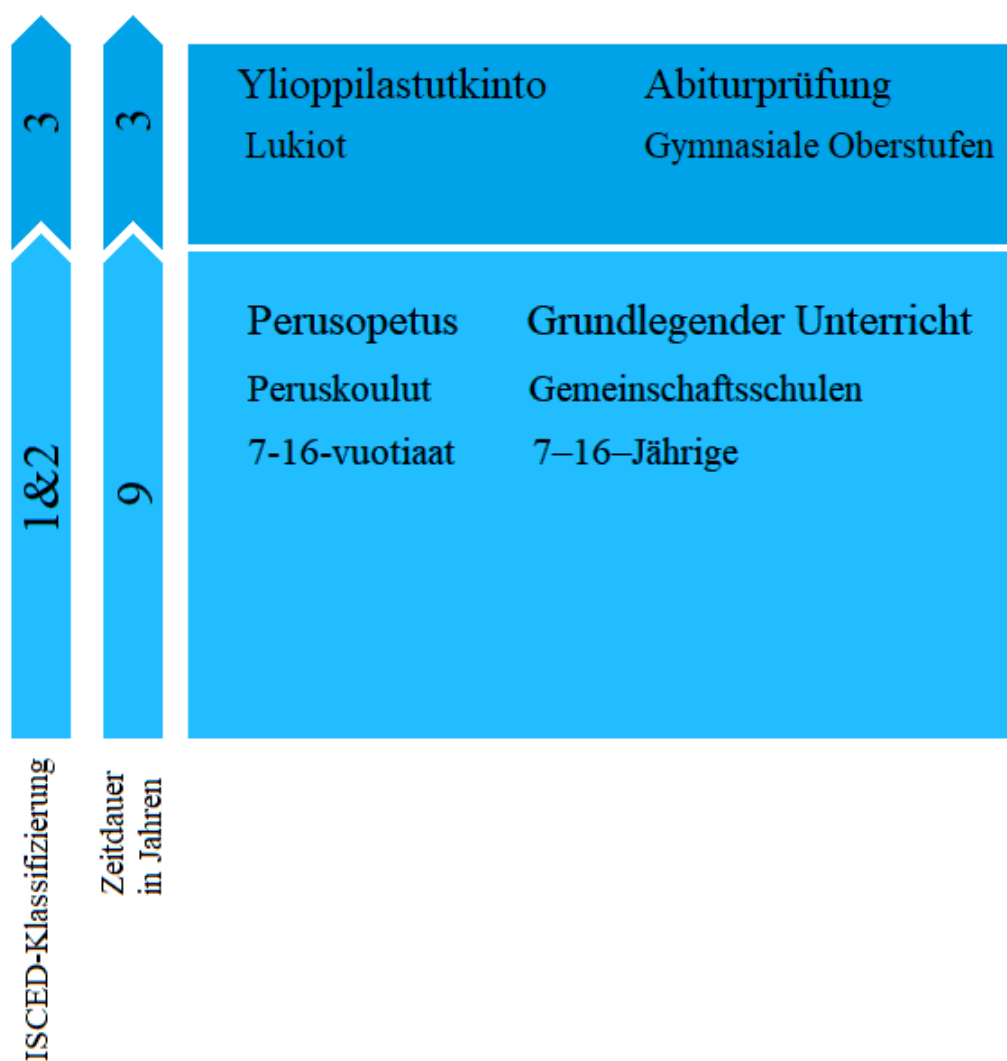 3
3
Ylioppilastutkinto Abiturprüfung
Lukiot Gymnasiale Oberstufen
1&2
9
Perusopetus Grundlegender Unterricht
Peruskoulut Gemeinschaftsschulen
7-16-vuotiaat 7–16–Jährige
ISCED-Klassifizierung
Zeitdauer
in Jahren